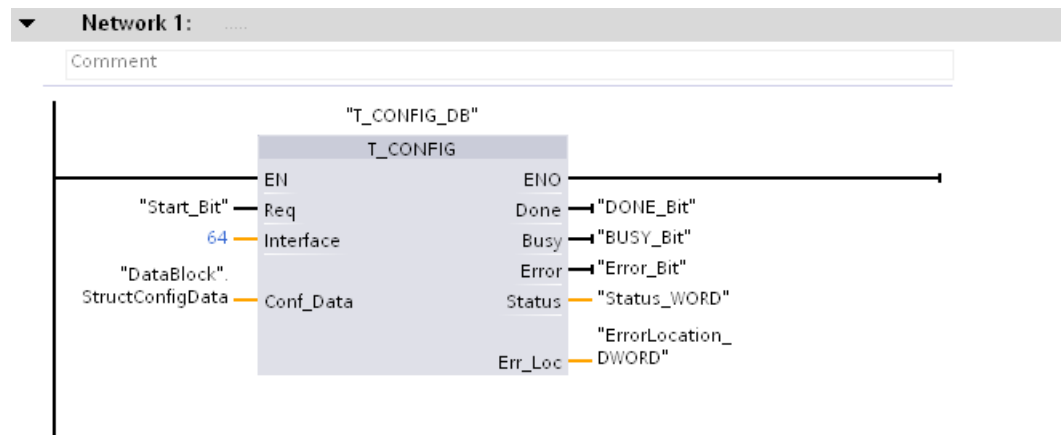 Network 1: .....
Comment
"T_CONFIG_DB"
T_CONFIG
EN ENO
"Start_Bit" Req Done "DONE_Bit"
64 Interface Busy "BUSY_Bit"
Error "Error_Bit"
"DataBlock".
StructConfigData Conf_Data Status "Status_WORD"
"ErrorLocation_
Err_Loc DWORD"